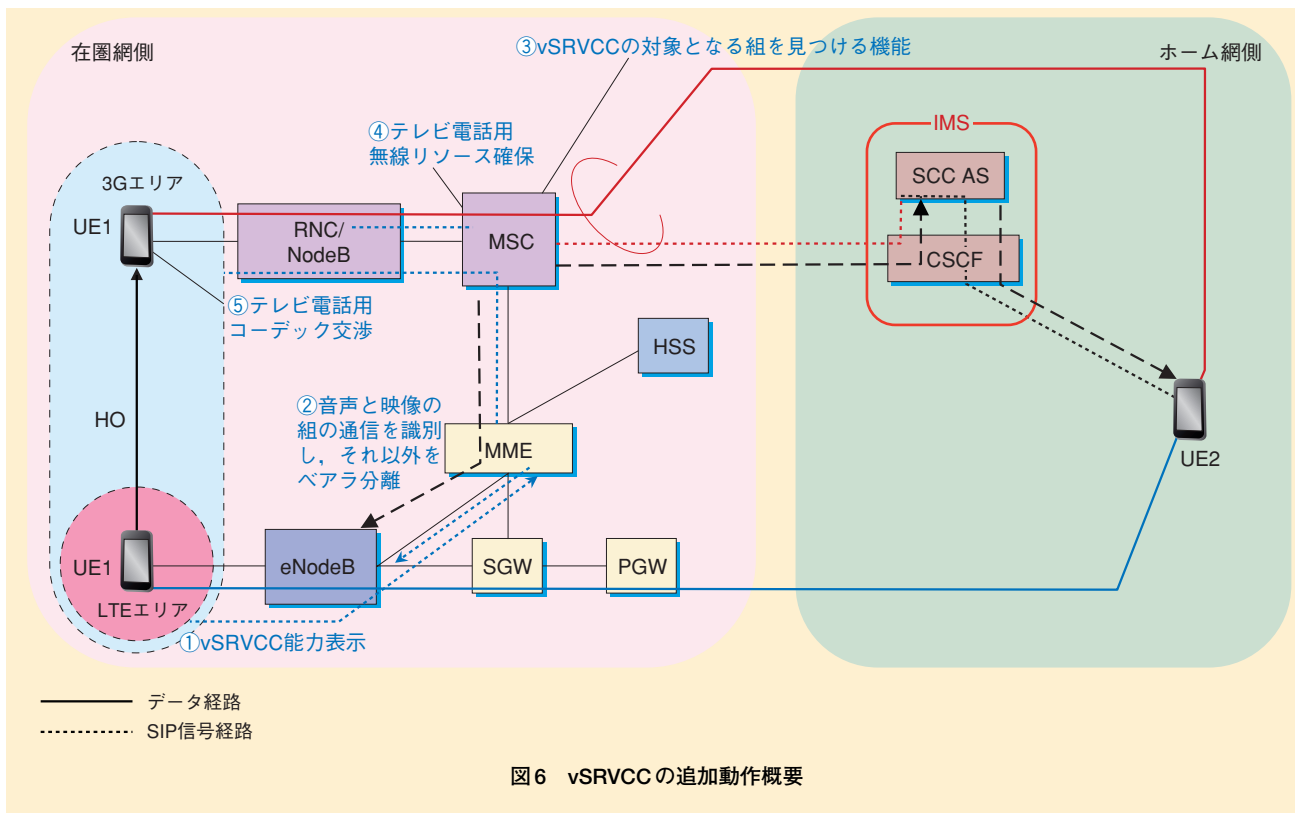 在圏網側
③vSRVCCの対象となる組を見つける機能
ホーム網側
④テレビ電話用
無線リソース確保
IMS
SCC AS
3Gエリア
UE1
RNC/
NodeB
MSC
CSCF
⑤テレビ電話用
コーデック交渉
HSS
HO
②音声と映像の
組の通信を識別
し，それ以外を
ベアラ分離
MME
UE2
UE1
eNodeB
SGW
PGW
LTEエリア
①vSRVCC能力表示
データ経路
SIP信号経路
図6 vSRVCCの追加動作概要